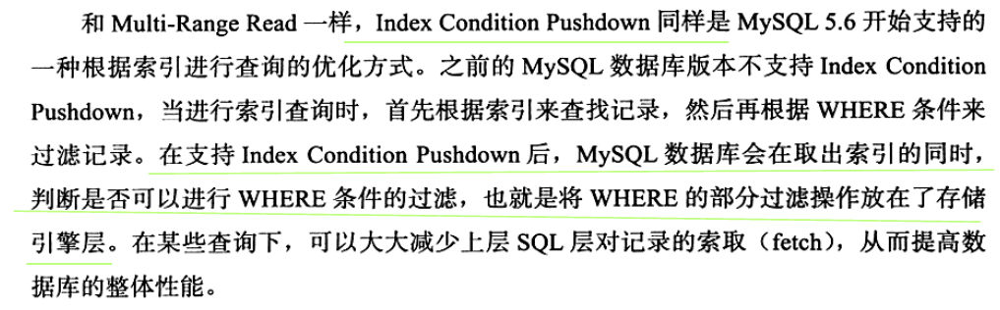 和 Multi-Range Read 一样，Index Condition Pushdown 同样是 MySQL 5.6 开始支持的
一种根据索引进行查询的优化方式。之前的 MySQL 数据库版本不支持 Index Condition
Pushdown，当进行索引查询时，首先根据索引来查找记录，然后再根据 WHERE 条件来
过滤记录。在支持 Index Condition Pushdown 后，MySQL 数据库会在取出索引的同时，
判断是否可以进行 WHERE 条件的过滤，也就是将 WHERE 的部分过滤操作放在了存储
引擎层。在某些查询下，可以大大减少上层 SQL 层对记录的索取（fetch），从而提高数
据库的整体性能。